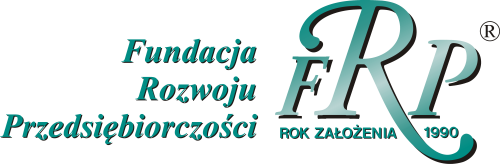 Fundacja
Rozwoju
Przedsiębiorczości
FRP®
ROK ZAŁOŻENIA 1990